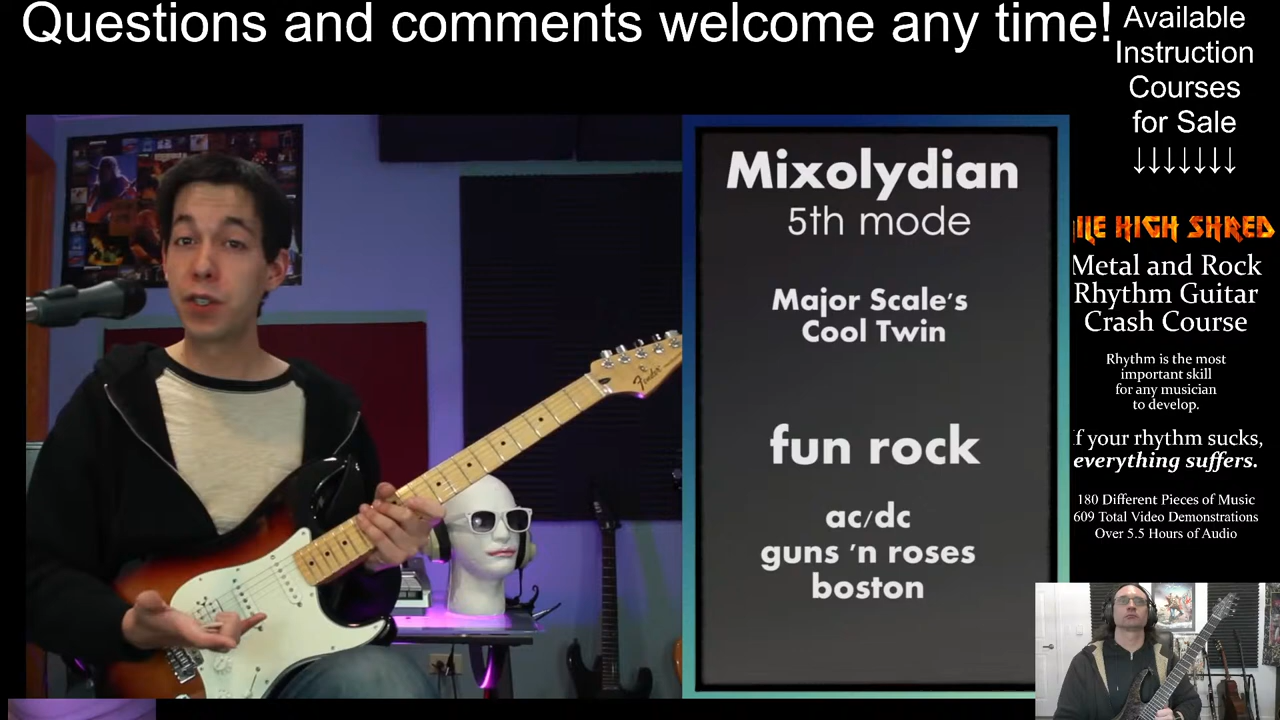 Questions and comments welcome any time!
Available
Instruction
Courses
for Sale
↓↓↓↓↓↓↓
Mixolydian
5th mode
Major Scale's
Cool Twin
fun rock
ac/dc
guns 'n roses
boston
Fender
ILE HIGH SHRED
Metal and Rock
Rhythm Guitar
Crash Course
Rhythm is the most
important skill
for any musician
to develop.
f your rhythm sucks,
everything suffers.
180 Different Pieces of Music
609 Total Video Demonstrations
Over 5.5 Hours of Audio